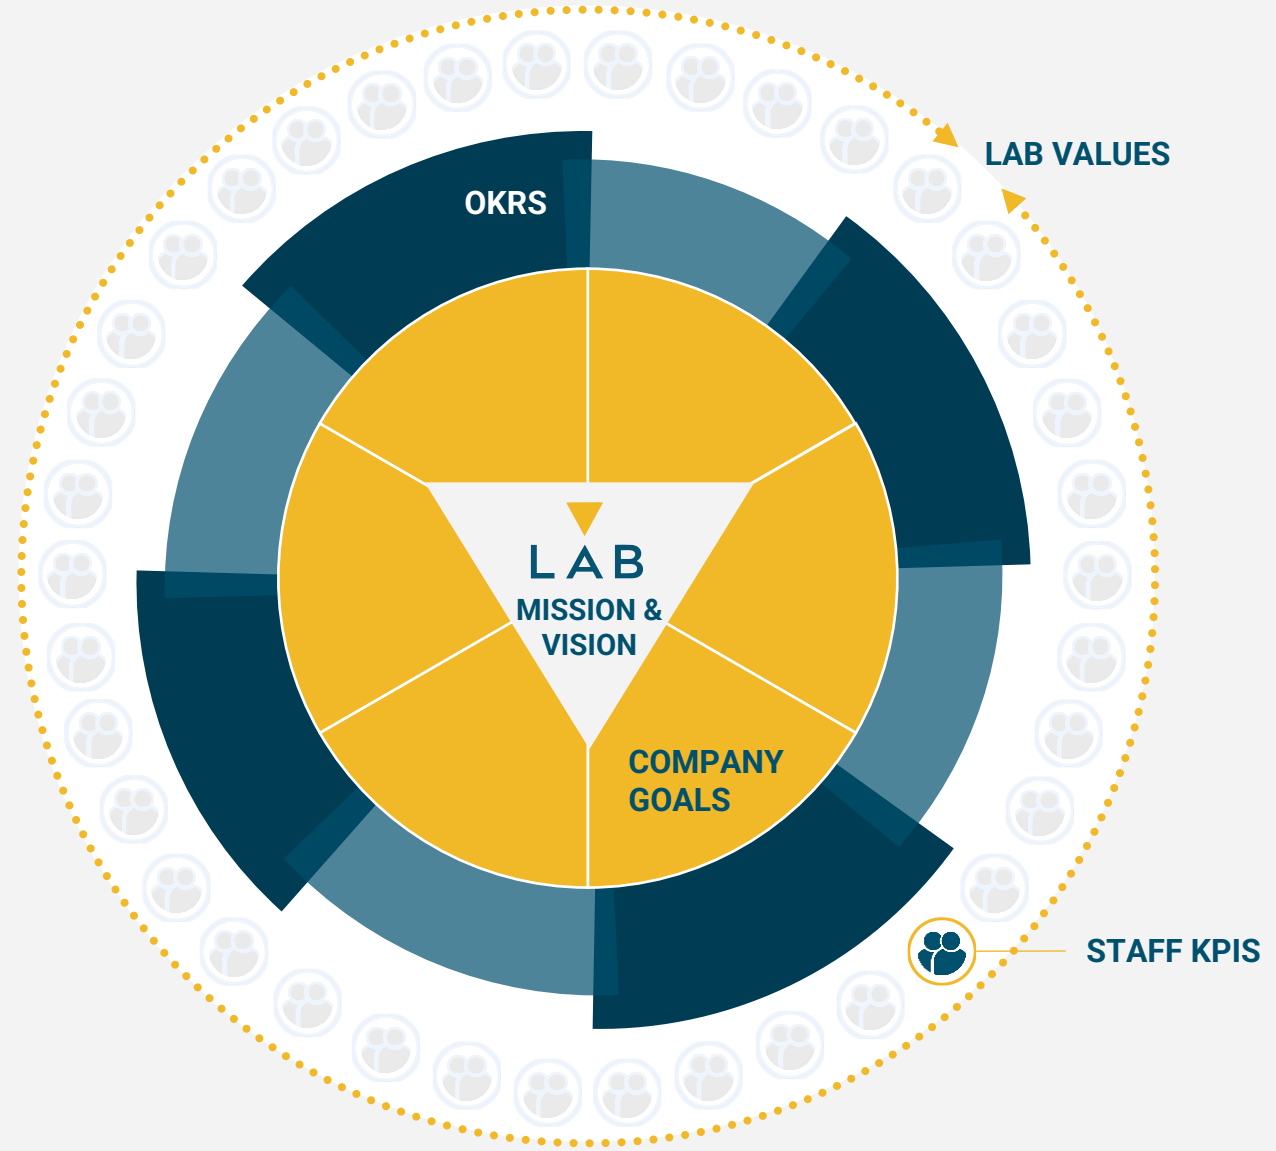 LAB VALUES
OKRS
LAB
MISSION &
VISION
COMPANY
GOALS
STAFF KPIS